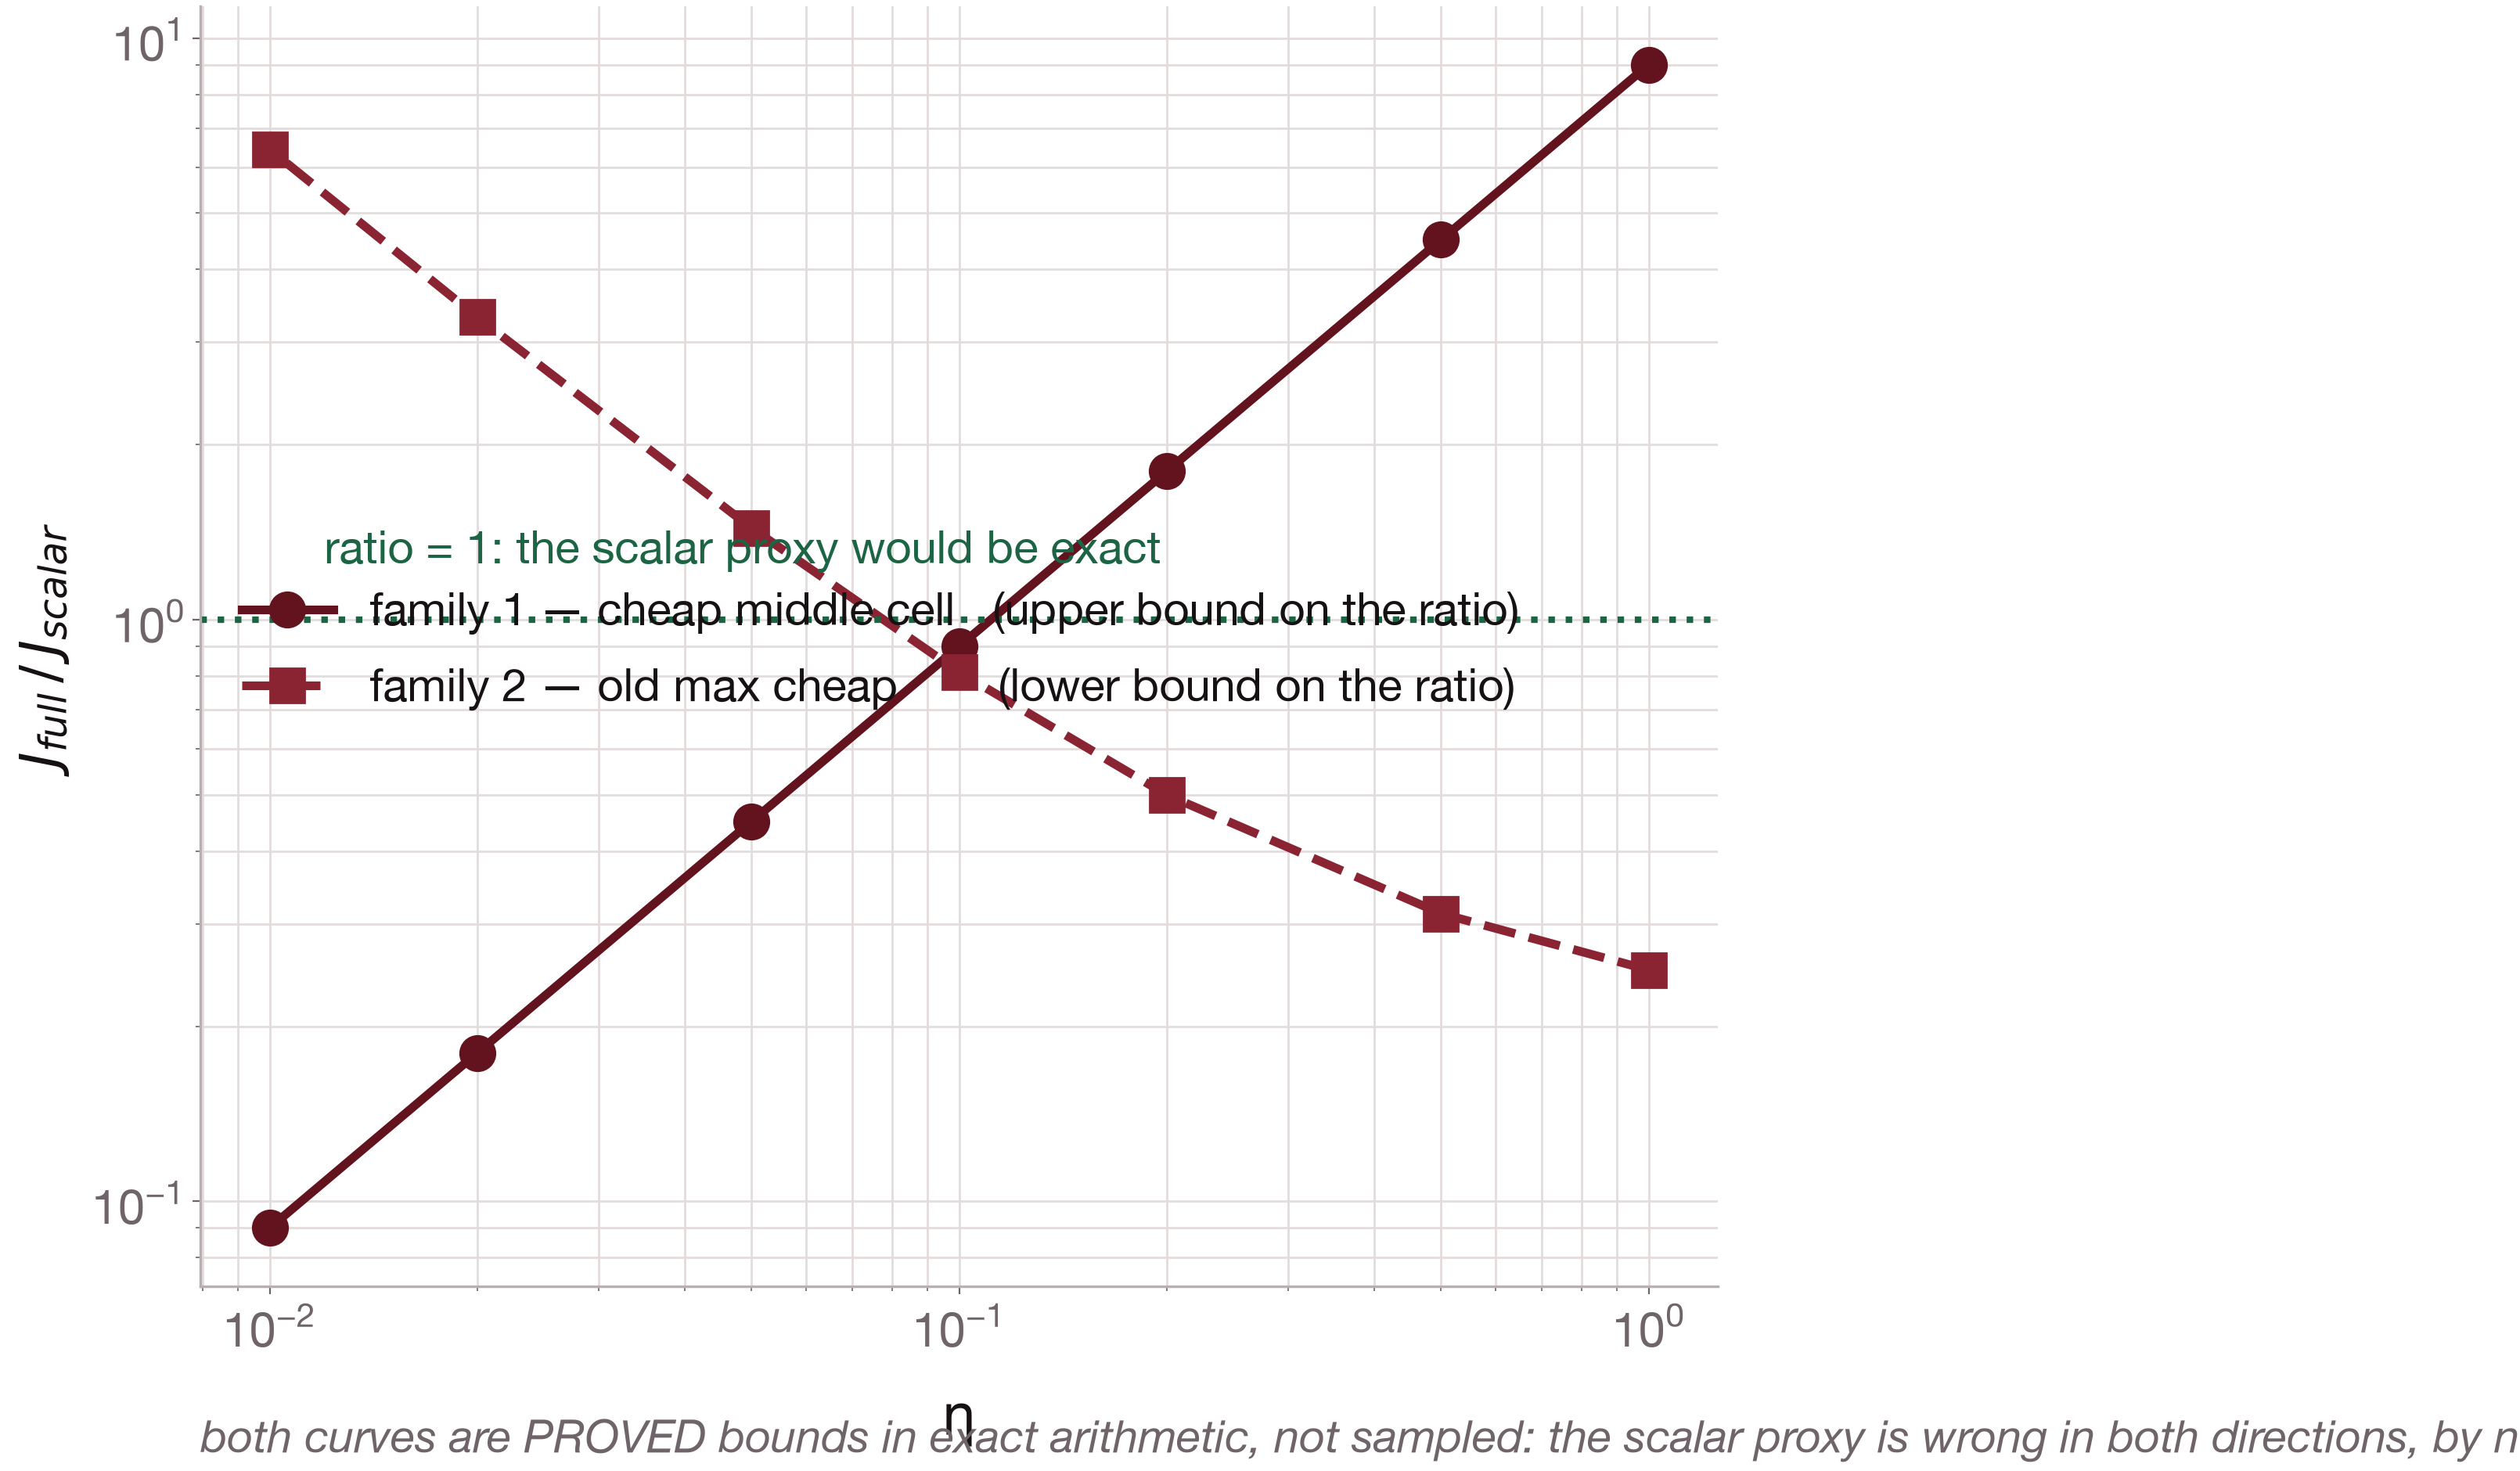 10¹
ratio = 1: the scalar proxy would be exact
family 1 — cheap middle cell (upper bound on the ratio)
10⁰
family 2 — old max cheap (lower bound on the ratio)
J_full / J_scalar
10⁻¹
10⁻² 10⁻¹ 10⁰
η
both curves are PROVED bounds in exact arithmetic, not sampled: the scalar proxy is wrong in both directions, by